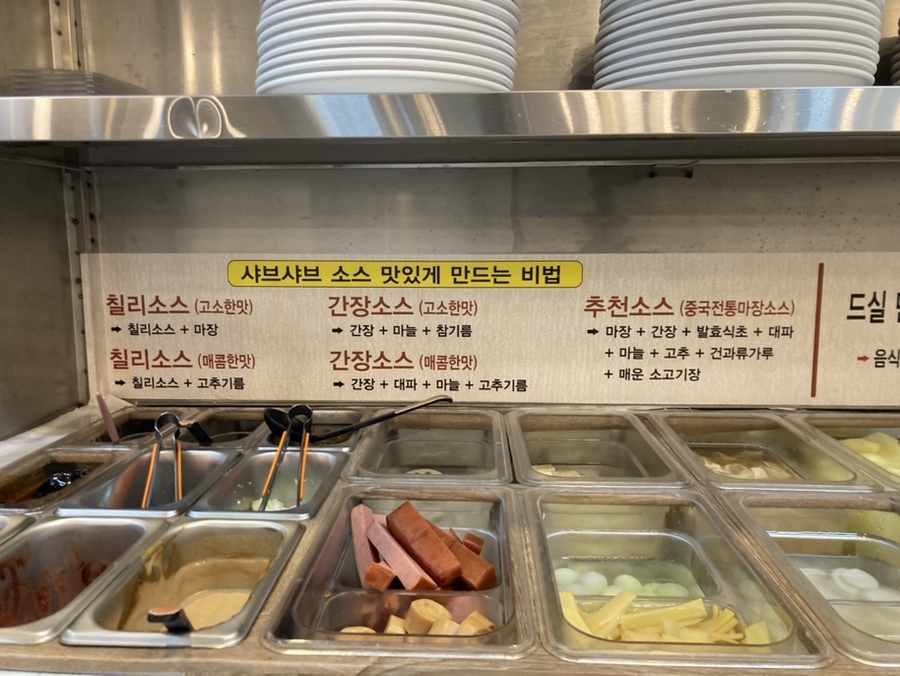 샤브샤브 소스 맛있게 만드는 비법
칠리소스 (고소한맛)
➡ 칠리소스 + 마장
칠리소스 (매콤한맛)
➡ 칠리소스 + 고추기름
간장소스 (고소한맛)
➡ 간장 + 마늘 + 참기름
간장소스 (매콤한맛)
➡ 간장 + 대파 + 마늘 + 고추기름
추천소스 (중국전통마장소스)
➡ 마장 + 간장 + 발효식초 + 대파
+ 마늘 + 고추 + 건과류가루
+ 매운 소고기장
드실
➡ 음식